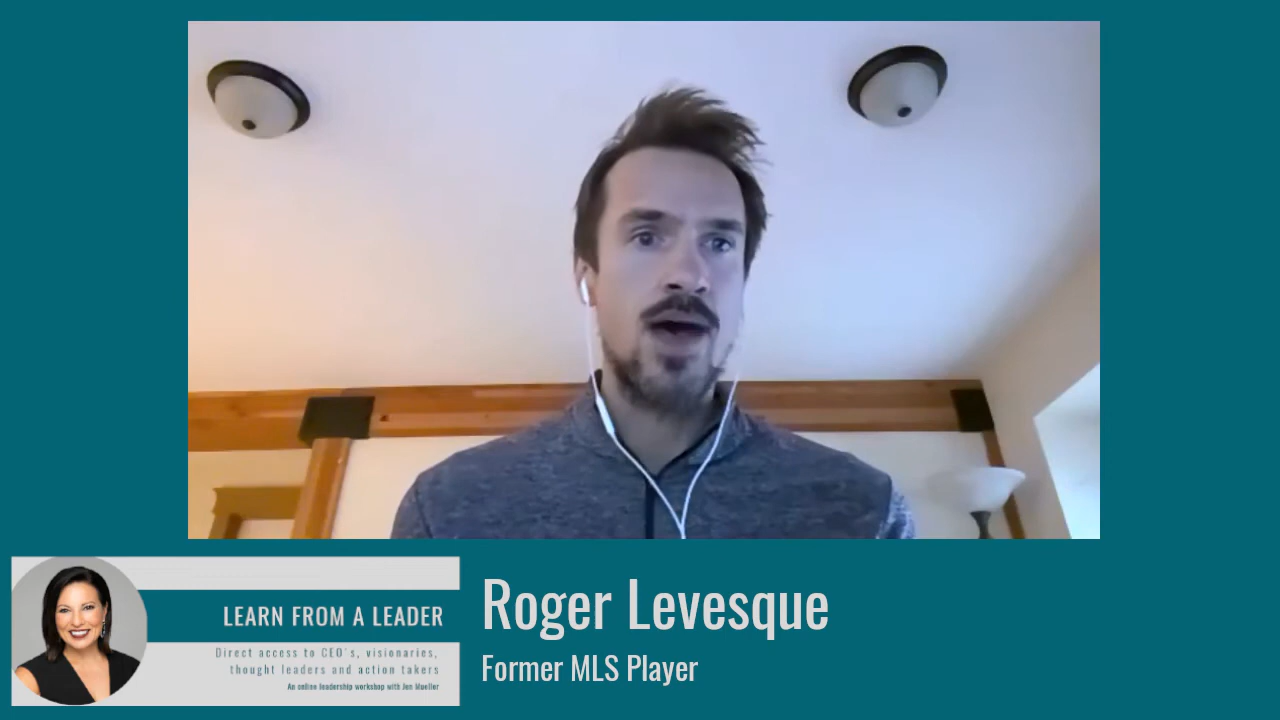 LEARN FROM A LEADER
Direct access to CEO's, visionaries,
thought leaders and action takers
An online leadership workshop with Jen Mueller
Roger Levesque
Former MLS Player